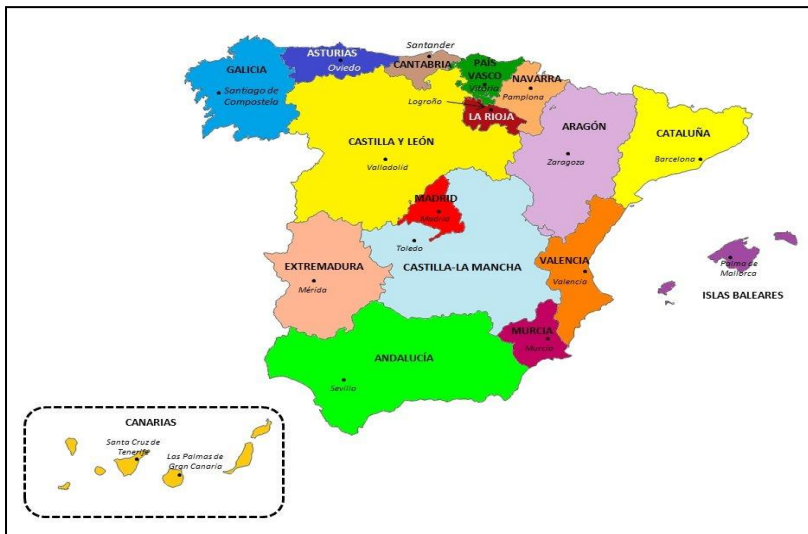 Santander
ASTURIAS
Oviedo
CANTABRIA
PAÍS
VASCO
Vitoria
GALICIA
Santiago de
Compostela
NAVARRA
Pamplona
Logroño
LA RIOJA
CASTILLA Y LEÓN
Valladolid
ARAGÓN
Zaragoza
CATALUÑA
Barcelona
MADRID
Madrid
Toledo
CASTILLA-LA MANCHA
EXTREMADURA
Mérida
VALENCIA
Valencia
Palma de
Mallorca
ISLAS BALEARES
MURCIA
Murcia
ANDALUCÍA
Sevilla
CANARIAS
Santa Cruz de
Tenerife
Las Palmas de
Gran Canaria